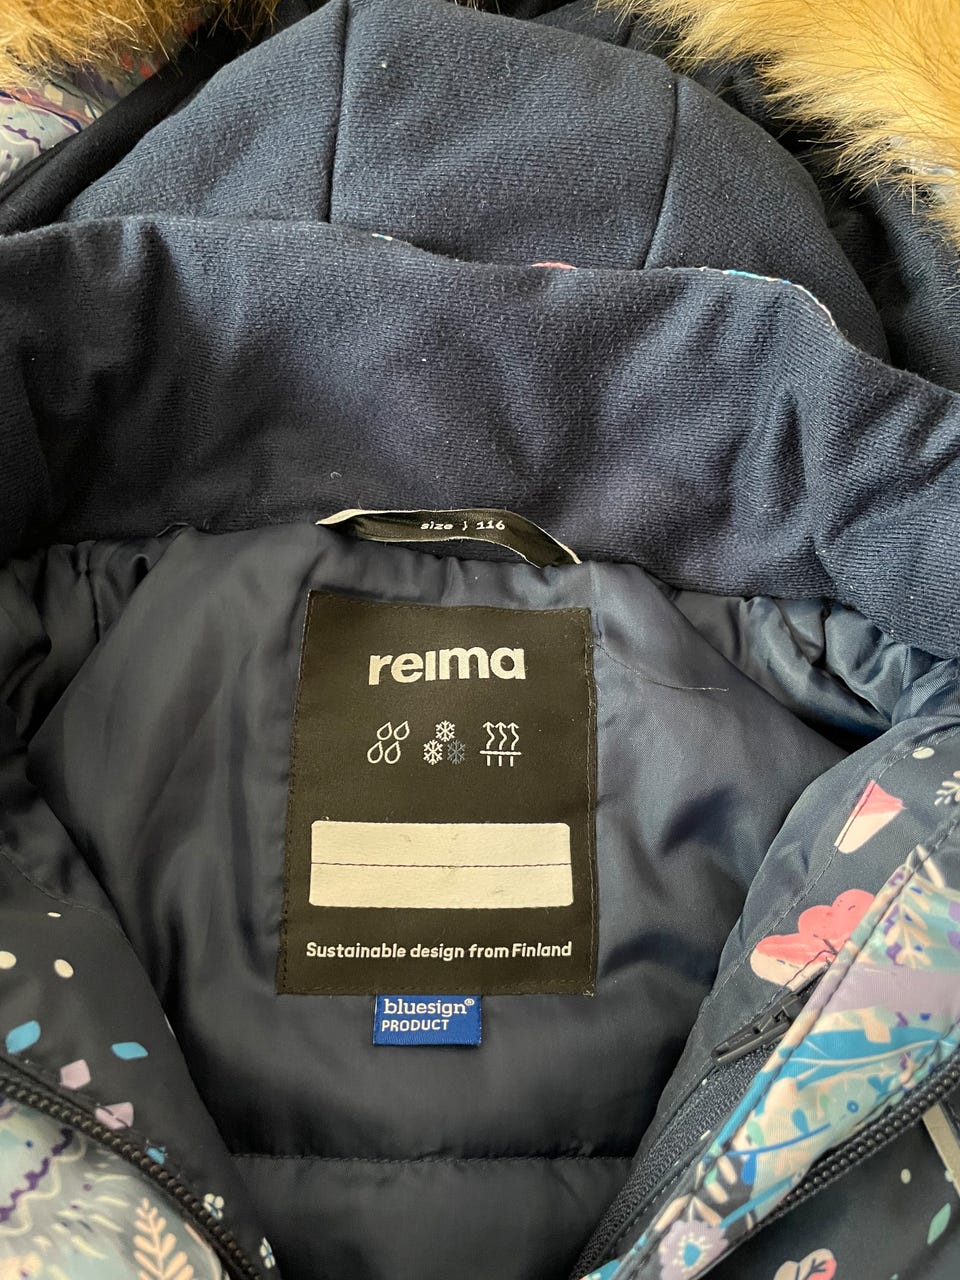 size | 116
reima
Sustainable design from Finland
bluesign®
PRODUCT